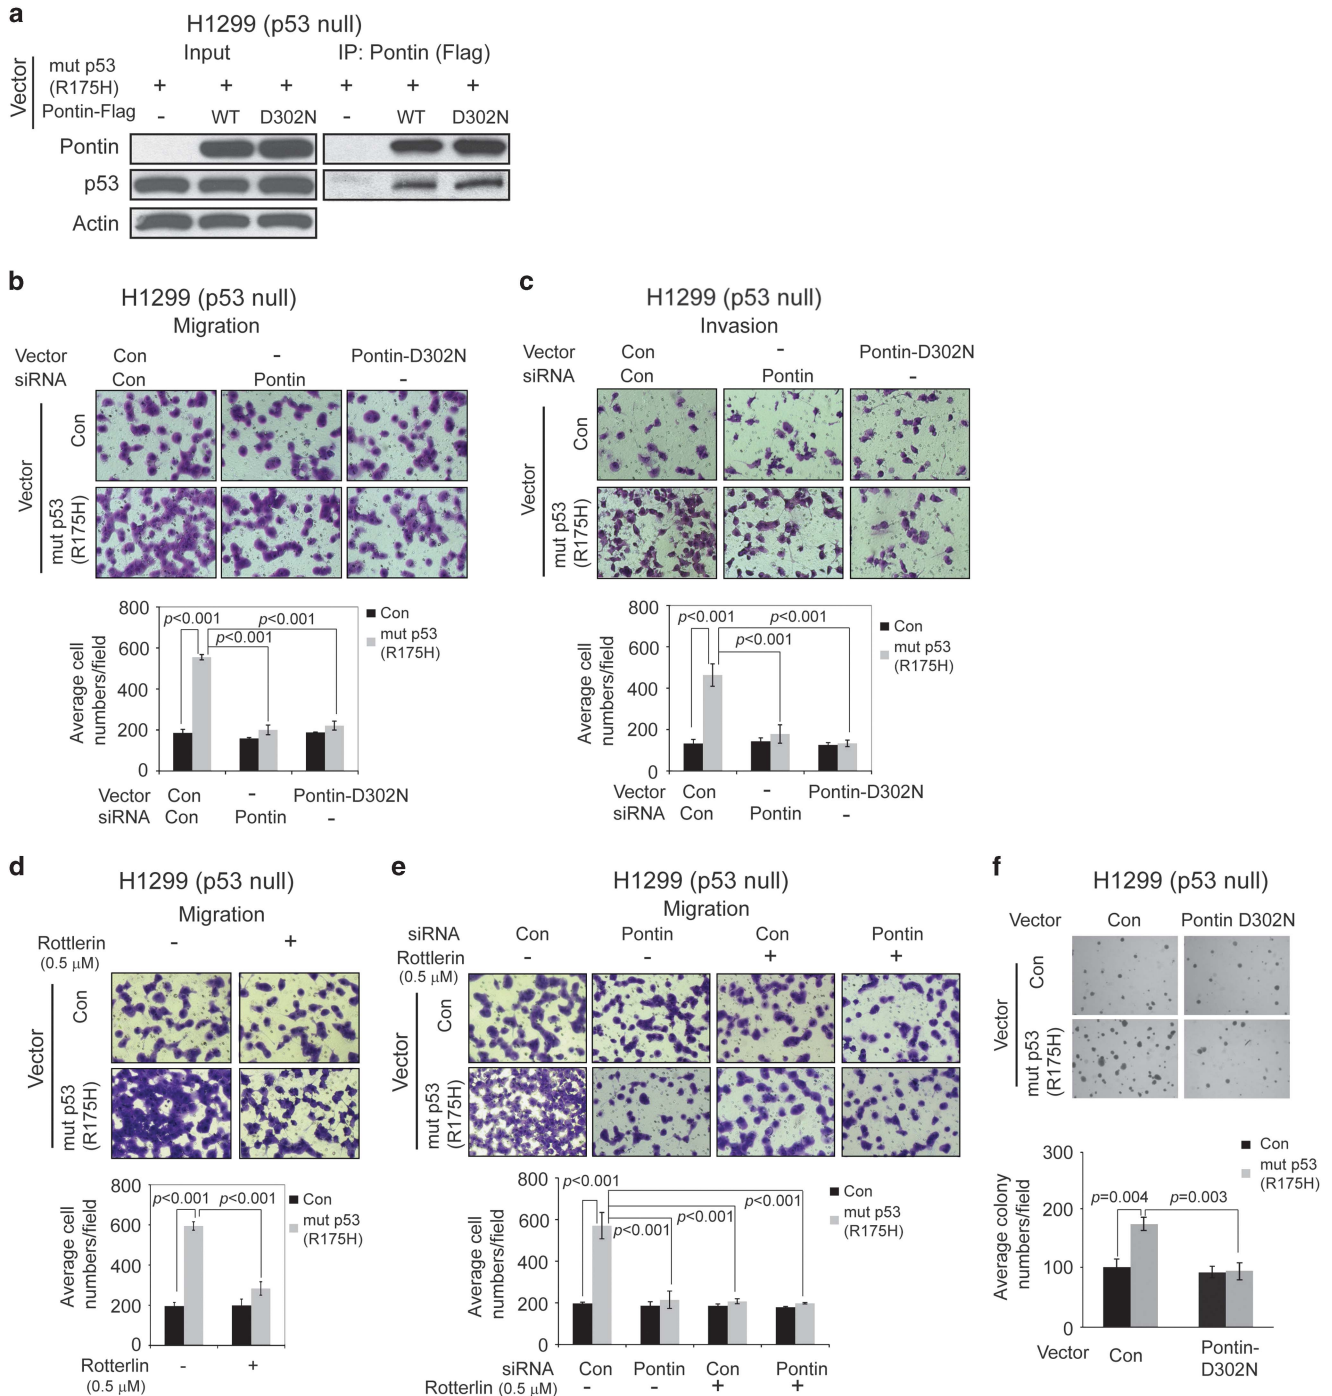 a
H1299 (p53 null)
Input IP: Pontin (Flag)
Vector
mut p53
(R175H) + + + + + +
Pontin-Flag - WT D302N - WT D302N
Pontin
p53
Actin
b
H1299 (p53 null)
Migration
Vector Con - Pontin-D302N
siRNA Con Pontin -
Vector
Con
mut p53
(R175H)
Average cell
numbers/field
800
600
400
200
0
p<0.001 p<0.001
p<0.001
Con
mut p53
(R175H)
Vector Con - Pontin-D302N
siRNA Con Pontin -
c
H1299 (p53 null)
Invasion
Vector Con - Pontin-D302N
siRNA Con Pontin -
Vector
Con
mut p53
(R175H)
Average cell
numbers/field
800
600
400
200
0
p<0.001 p<0.001
p<0.001
Con
mut p53
(R175H)
Vector Con - Pontin-D302N
siRNA Con Pontin -
d
H1299 (p53 null)
Migration
Rottlerin - +
(0.5 μM)
Vector
Con
mut p53
(R175H)
Average cell
numbers/field
800
600
400
200
0
p<0.001 p<0.001
Con
mut p53
(R175H)
Rotterlin - +
(0.5 μM)
e
H1299 (p53 null)
Migration
siRNA Con Pontin Con Pontin
Rottlerin - - + +
(0.5 μM)
Vector
Con
mut p53
(R175H)
Average cell
numbers/field
800
600
400
200
0
p<0.001
p<0.001
p<0.001
p<0.001
Con
mut p53
(R175H)
siRNA Con Pontin Con Pontin
Rotterlin (0.5 μM) - - + +
f
H1299 (p53 null)
Vector Con Pontin D302N
Vector
Con
mut p53
(R175H)
Average colony
numbers/field
300
200
100
0
p=0.004 p=0.003
Con
mut p53
(R175H)
Vector Con Pontin-
D302N